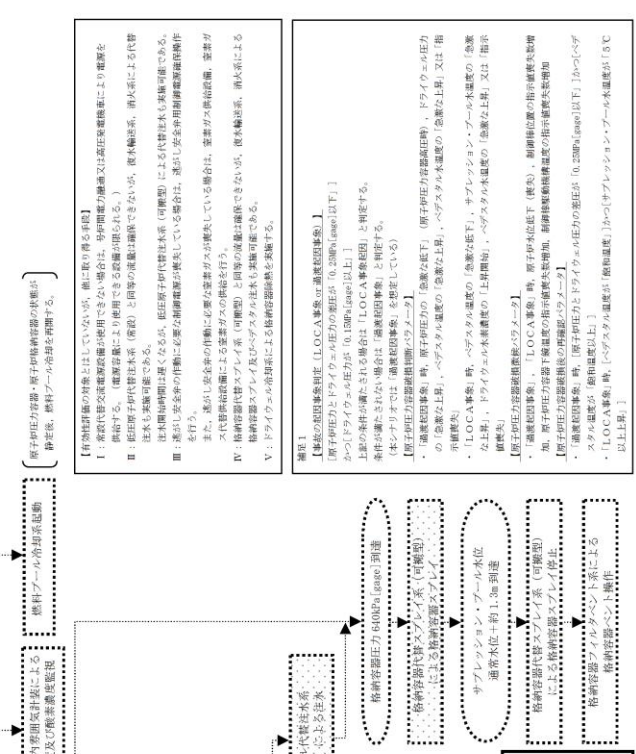 原子炉圧力容器・原子炉格納容器の状態が
静定後，燃料プール冷却を再開する。
燃料プール冷却系起動
内雰囲気計装による
度及び酸素濃度監視
【有効性評価の対象とはしていないが，他に取り得る手段】
Ⅰ：常設代替交流電源設備が使用できない場合は，号炉間電力融通又は高圧発電機車により電源を
供給する。（電源容量により使用できる設備が限られる。）
Ⅱ：低圧原子炉代替注水系（常設）と同等の流量は確保できないが，復水輸送系，消火系による代替
注水も実施可能である。
注水開始時間は遅くなるが，低圧原子炉代替注水系（可搬型）による代替注水も実施可能である。
Ⅲ：逃がし安全弁の作動に必要な制御電源が喪失している場合は，逃がし安全弁用制御電源確保操作
を行う。
また，逃がし安全弁の作動に必要な窒素ガスが喪失している場合は，窒素ガス供給設備，窒素ガ
ス代替供給設備による窒素ガスの供給を行う。
Ⅳ：格納容器代替スプレイ系（可搬型）と同等の流量は確保できないが，復水輸送系，消火系による
格納容器スプレイ及びペデスタル注水も実施可能である。
Ⅴ：ドライウェル冷却系による格納容器除熱を実施する。
補足１
【事故の起因事象判定（ＬＯＣＡ事象 or 過渡起因事象）】
［原子炉圧力とドライウェル圧力の差圧が「0.25MPa[gage]以下」］
かつ［ドライウェル圧力が「0.15MPa[gage]以上」］
上記の条件が満たされる場合は「ＬＯＣＡ事象起因」と判定する。
条件が満たされない場合は「過渡起因事象」と判定する。
（本シナリオでは「過渡起因事象」を想定している）
【原子炉圧力容器破損判断パラメータ】
・「過渡起因事象」時，原子炉圧力の「急激な低下」（原子炉圧力容器高圧時），ドライウェル圧力
の「急激な上昇」，ペデスタル温度の「急激な上昇」，ペデスタル水温度の「急激な上昇」又は「指
示値喪失」
・「ＬＯＣＡ事象」時，ペデスタル水温度の「急激な低下」，サプレッション・プール水温度の「急激
な上昇」，ドライウェル水素濃度の「上昇開始」，ペデスタル水温度の「急激な上昇」又は「指示
値喪失」
【原子炉圧力容器破損徴候パラメータ】
・「過渡起因事象」，「ＬＯＣＡ事象」時，原子炉水位低下（喪失），制御棒位置の指示値喪失数増
加，原子炉圧力容器下鏡温度の指示値喪失数増加，制御棒駆動機構温度の指示値喪失数増加
【原子炉圧力容器破損後の再確認パラメータ】
・「過渡起因事象」時，［原子炉圧力とドライウェル圧力の差圧が「0.25MPa[gage]以下」］かつ［ペデ
スタル温度が「飽和温度以上」］
・「ＬＯＣＡ事象」時，［ペデスタル温度が「飽和温度」］かつ［サプレッション・プール水温度が「5℃
以上上昇」］
代替注水系
による注水
格納容器圧力 640kPa[gage]到達
格納容器代替スプレイ系（可搬型）
による格納容器スプレイ
サプレッション・プール水位
通常水位＋約 1.3m 到達
格納容器代替スプレイ系（可搬型）
による格納容器スプレイ停止
格納容器フィルタベント系による
格納容器ベント操作